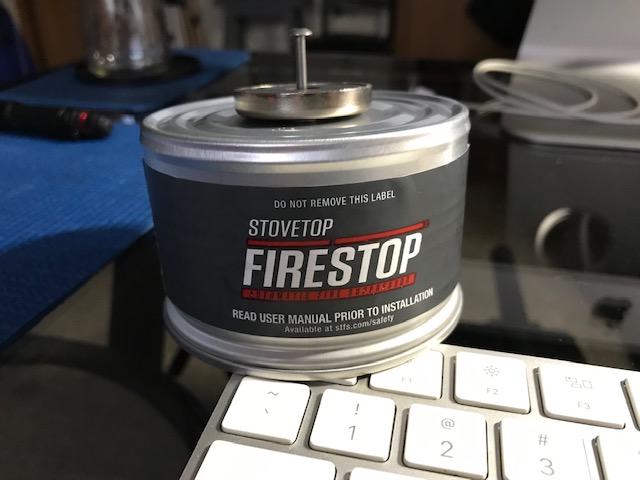 DO NOT REMOVE THIS LABEL
STOVETOP
FIRESTOP
AUTOMATIC FIRE
READ USER MANUAL PRIOR TO INSTALLATION
Available at stfs.com/safety
~
F1
F2
F3
!
1
@
2
#
3